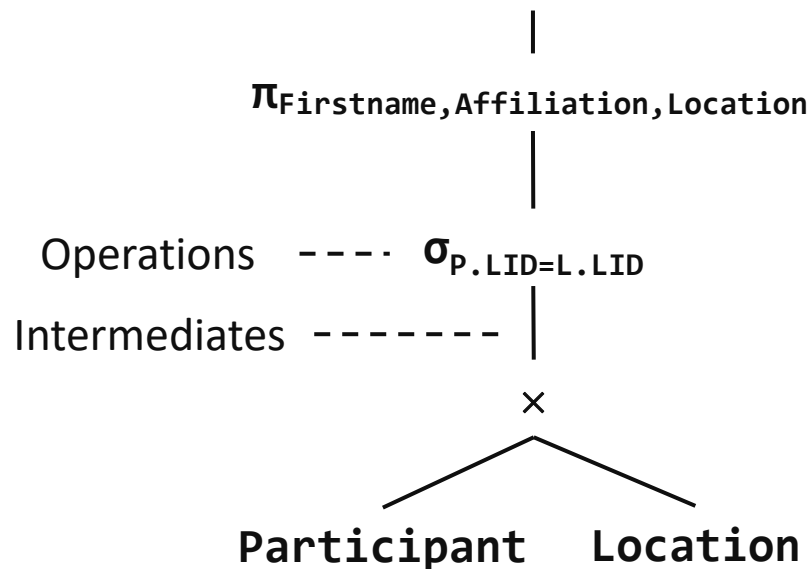 πFirstname,Affiliation,Location
Operations ---- σP.LID=L.LID
Intermediates -------
×
Participant Location